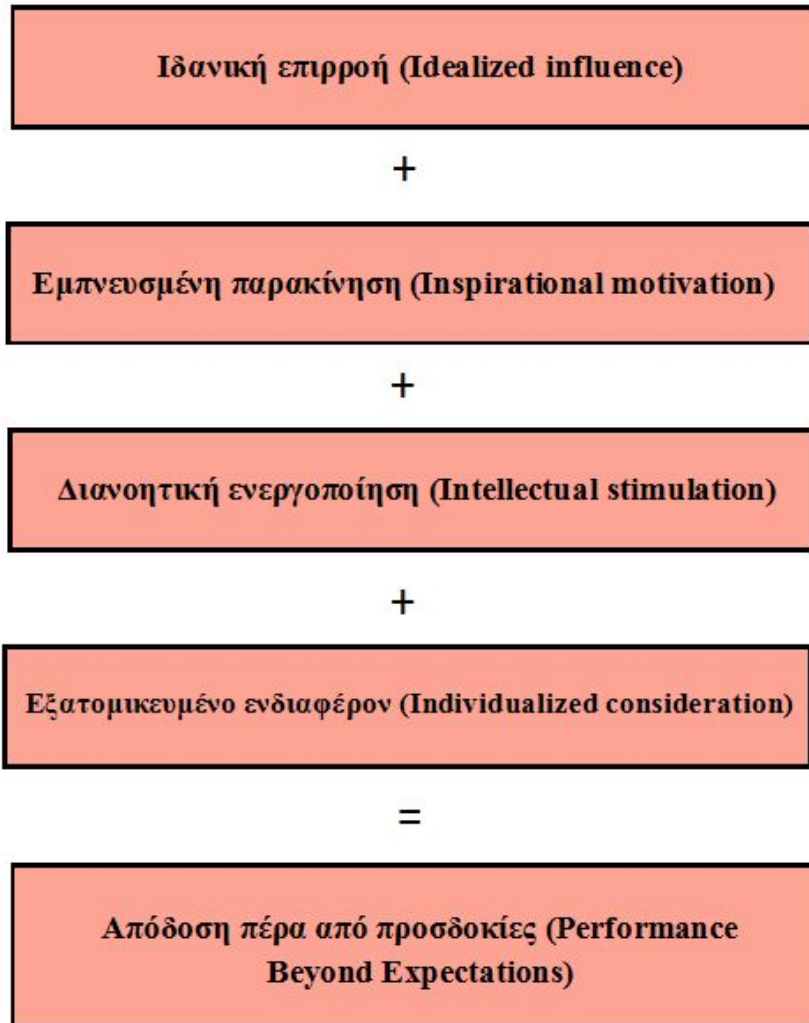 Ιδανική επιρροή (Idealized influence)
+
Εμπνευσμένη παρακίνηση (Inspirational motivation)
+
Διανοητική ενεργοποίηση (Intellectual stimulation)
+
Εξατομικευμένο ενδιαφέρον (Individualized consideration)
=
Απόδοση πέρα από προσδοκίες (Performance
Beyond Expectations)